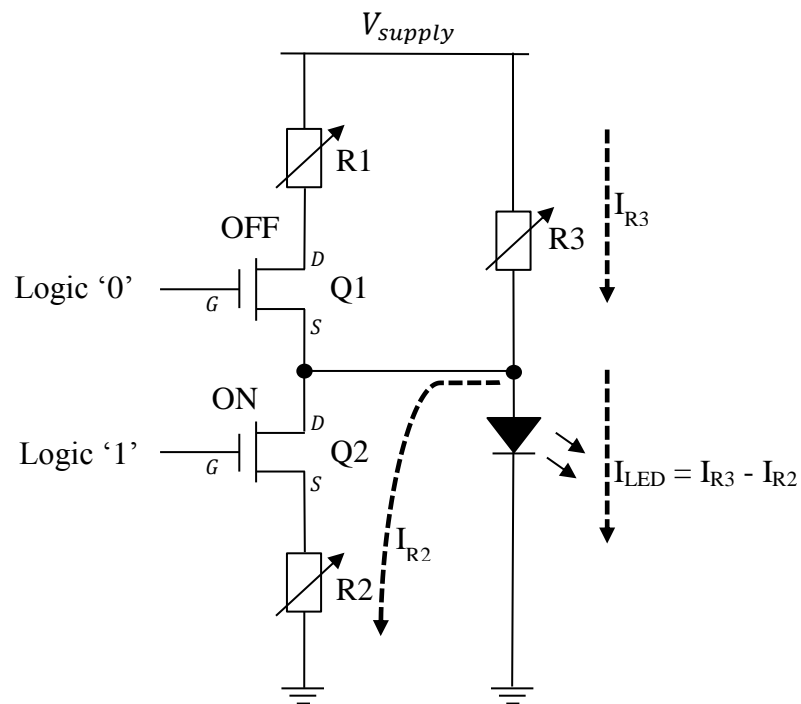 V_supply
R1
OFF
I_R3
R3
D
Logic ‘0’
G
Q1
S
ON
D
Logic ‘1’
G
Q2
S
I_LED = I_R3 - I_R2
I_R2
R2